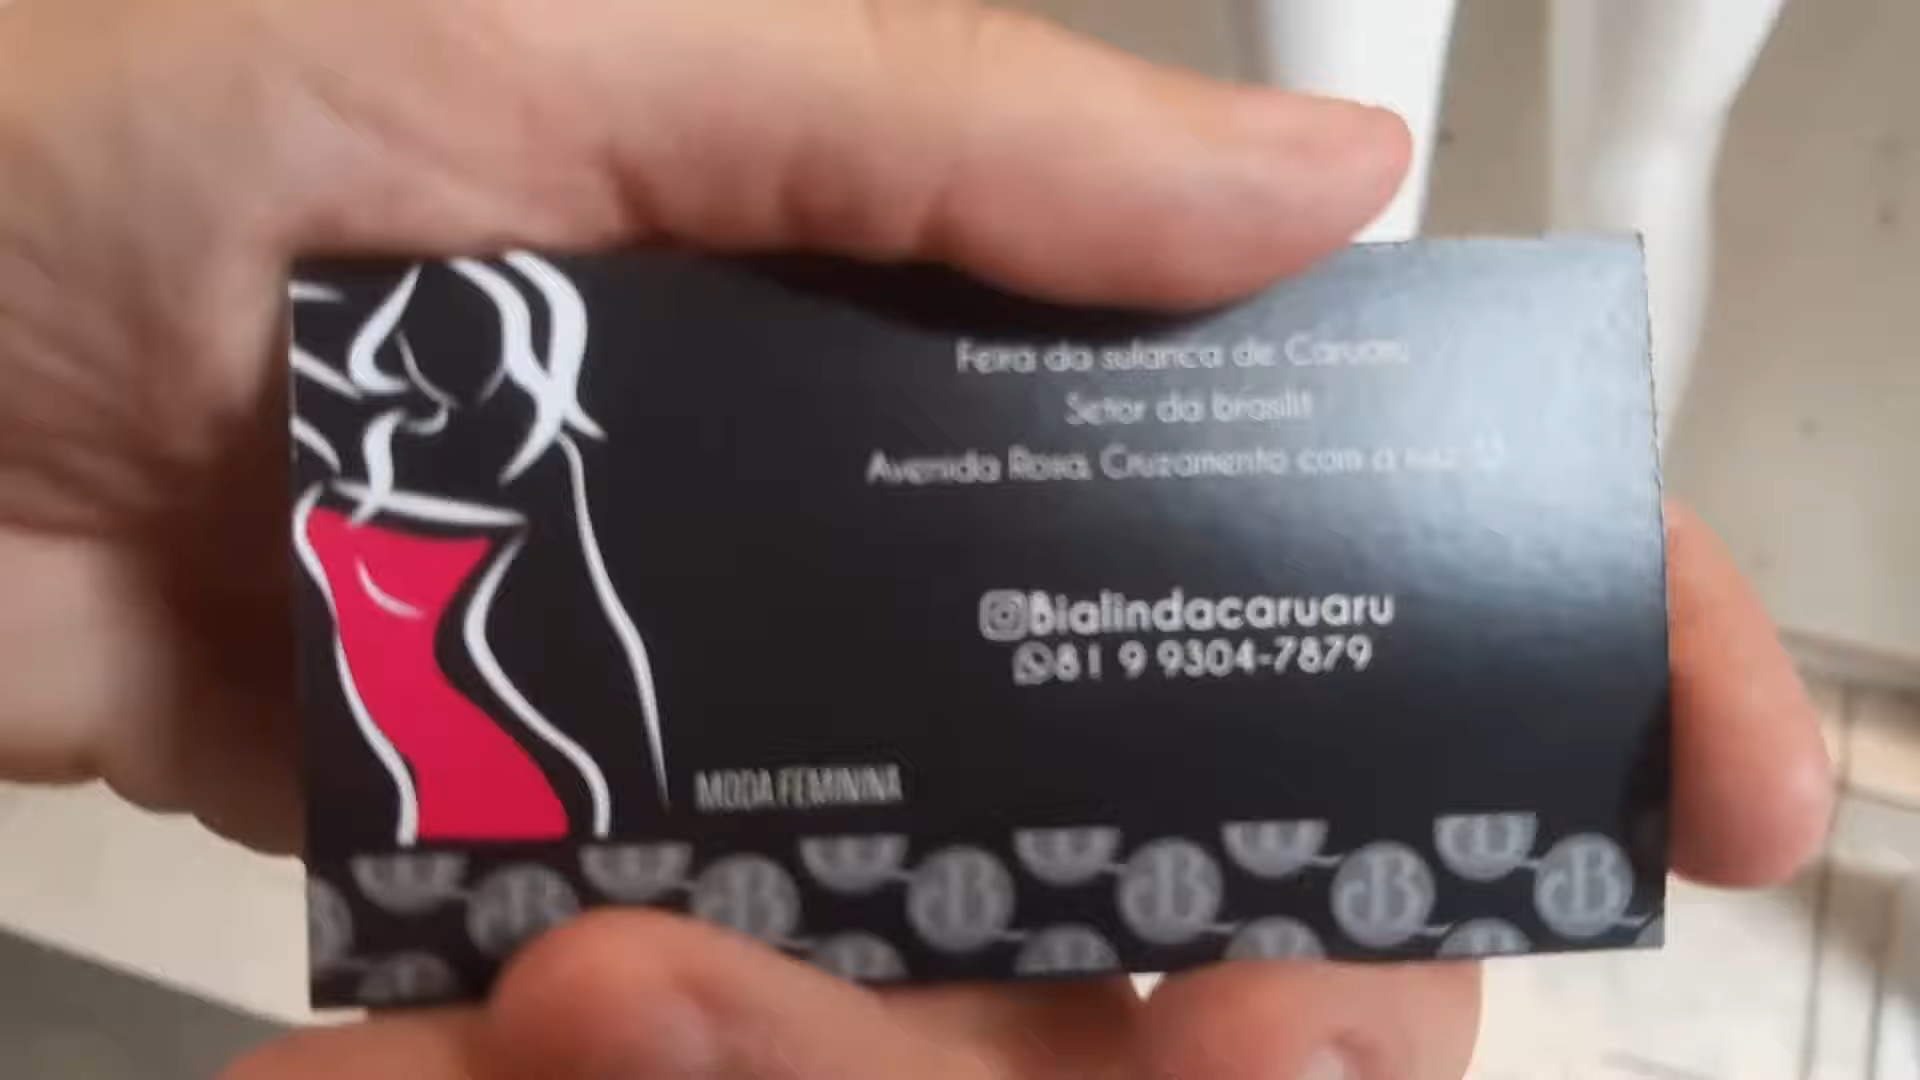 Feira da sulanca de Caruaru
Setor da brasilit
Avenida Rosa. Cruzamento com a
Bialindacaruaru
81 9 9304-7879
MODA FEMININA